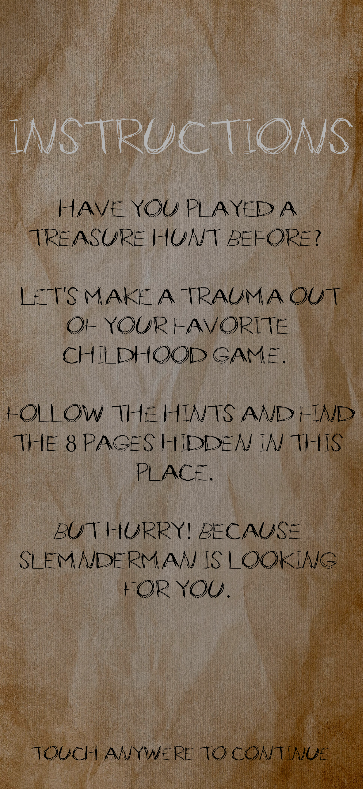 INSTRUCTIONS
HAVE YOU PLAYED A
TREASURE HUNT BEFORE?
LET'S MAKE A TRAUMA OUT
OF YOUR FAVORITE
CHILDHOOD GAME.
FOLLOW THE HINTS AND FIND
THE 8 PAGES HIDDEN IN THIS
PLACE.
BUT HURRY! BECAUSE
SLEMNDERMAN IS LOOKING
FOR YOU.
TOUCH ANYWERE TO CONTINUE